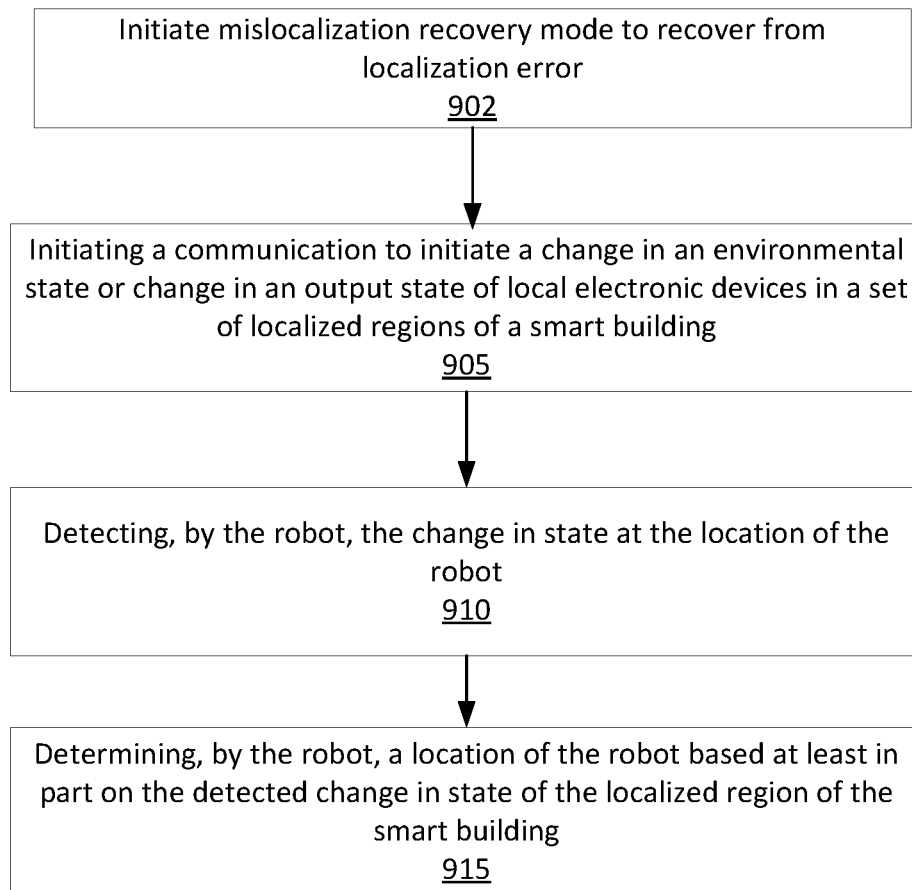 Initiate mislocalization recovery mode to recover from
localization error
902
Initiating a communication to initiate a change in an environmental
state or change in an output state of local electronic devices in a set
of localized regions of a smart building
905
Detecting, by the robot, the change in state at the location of the
robot
910
Determining, by the robot, a location of the robot based at least in
part on the detected change in state of the localized region of the
smart building
915